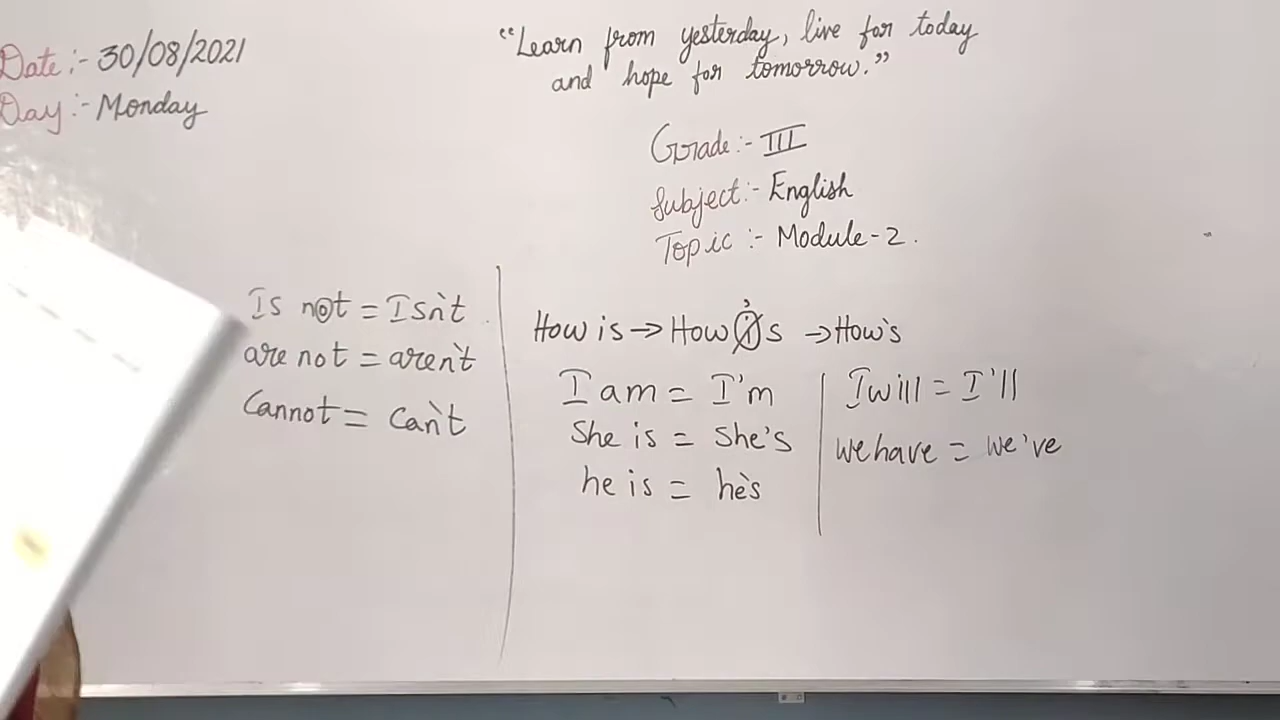 Date:- 30/08/2021
Day:- Monday
"Learn from yesterday, live for today
and hope for tomorrow."
Grade:- III
Subject:- English
Topic:- Module-2.
Is not = Isn't
are not = aren't
Cannot = Can't
How is → How i's → How's
I am = I'm
She is = She's
he is = he's
I will = I'll
we have = we've